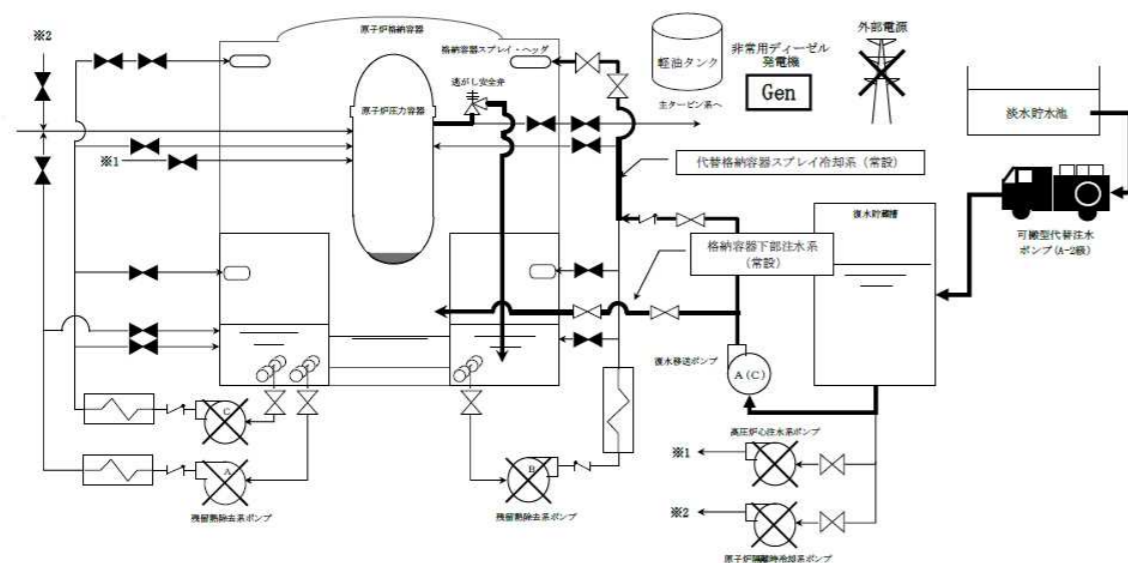 ※2
原子炉格納容器
格納容器スプレイ・ヘッダ
逃がし安全弁
原子炉圧力容器
※1
軽油タンク
非常用ディーゼル
発電機
Gen
外部電源
主タービン系へ
淡水貯水池
代替格納容器スプレイ冷却系（常設）
可搬型代替注水
ポンプ(A-2級)
復水貯蔵槽
格納容器下部注水系
（常設）
復水移送ポンプ
A(C)
C
A
残留熱除去系ポンプ
B
残留熱除去系ポンプ
高圧炉心注水系ポンプ
※1
※2
原子炉隔離時冷却系ポンプ